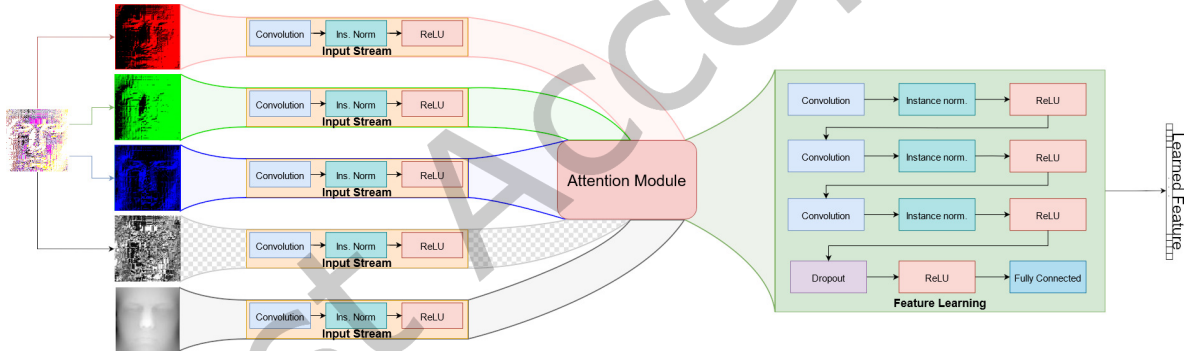 Convolution Ins. Norm ReLU
Input Stream
Convolution Ins. Norm ReLU
Input Stream
Convolution Ins. Norm ReLU
Input Stream
Convolution Ins. Norm ReLU
Input Stream
Convolution Ins. Norm ReLU
Input Stream
Attention Module
Convolution Instance norm. ReLU
Convolution Instance norm. ReLU
Convolution Instance norm. ReLU
Dropout ReLU Fully Connected
Feature Learning
Learned Feature
st Accep